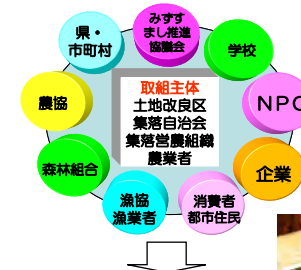 みずす
まし推進
協議会
県・
市町村
学校
農協
NPO
取組主体
土地改良区
集落自治会
集落営農組織
農業者
森林組合
企業
漁協
漁業者
消費者
都市住民